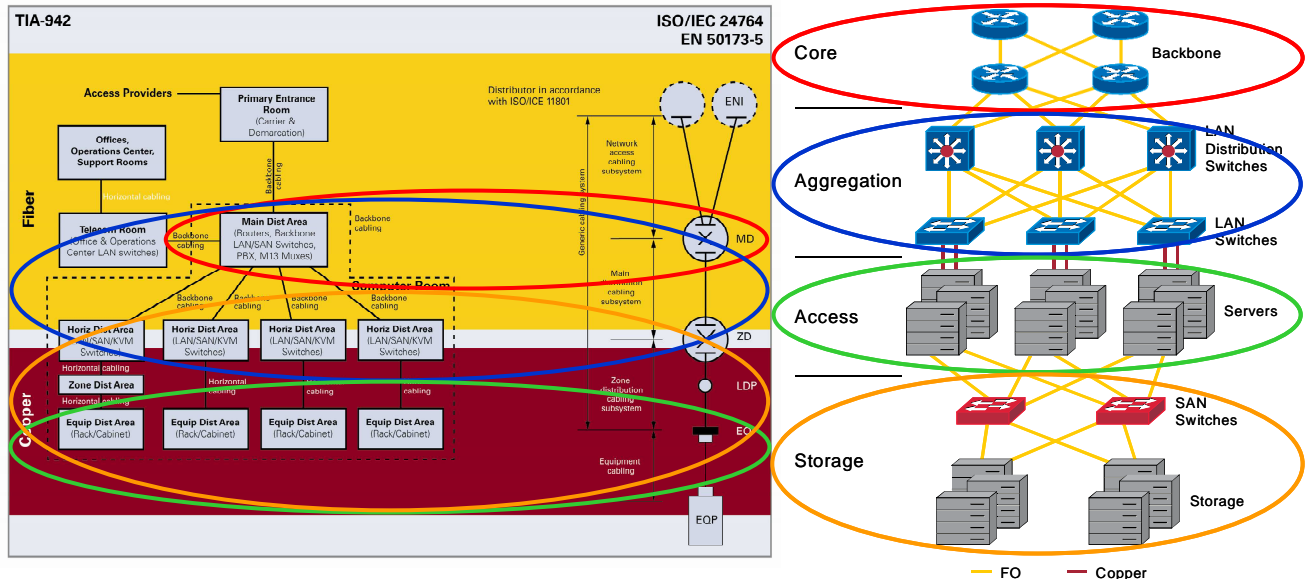 TIA-942
ISO/IEC 24764
EN 50173-5
Access Providers
Primary Entrance
Room
(Carrier &
Demarcation)
Offices,
Operations Center,
Support Rooms
Backbone
cabling
Horizontal cabling
Fiber
Telecom Room
(Office & Operations
Center LAN switches)
Backbone
cabling
Main Dist Area
(Routers, Backbone
LAN/SAN Switches,
PBX, M13 Muxes)
Backbone
cabling
Computer Room
Backbone
cabling
Backbone
cabling
Backbone
cabling
Backbone
cabling
Horiz Dist Area
(LAN/SAN/KVM
Switches)
Horiz Dist Area
(LAN/SAN/KVM
Switches)
Horiz Dist Area
(LAN/SAN/KVM
Switches)
Horiz Dist Area
(LAN/SAN/KVM
Switches)
Horizontal cabling
Zone Dist Area
Horizontal cabling
Horizontal
cabling
Horizontal
cabling
Horizontal
cabling
Copper
Equip Dist Area
(Rack/Cabinet)
Equip Dist Area
(Rack/Cabinet)
Equip Dist Area
(Rack/Cabinet)
Equip Dist Area
(Rack/Cabinet)
Distributor in accordance
with ISO/ICE 11801
ENI
Generic cabling system
Network
access
cabling
subsystem
MD
Main
distribution
cabling
subsystem
ZD
Zone
distribution
cabling
subsystem
LDP
EO
Equipment
cabling
EQP
Core
Backbone
Aggregation
LAN
Distribution
Switches
LAN
Switches
Access
Servers
Storage
SAN
Switches
Storage
FO
Copper